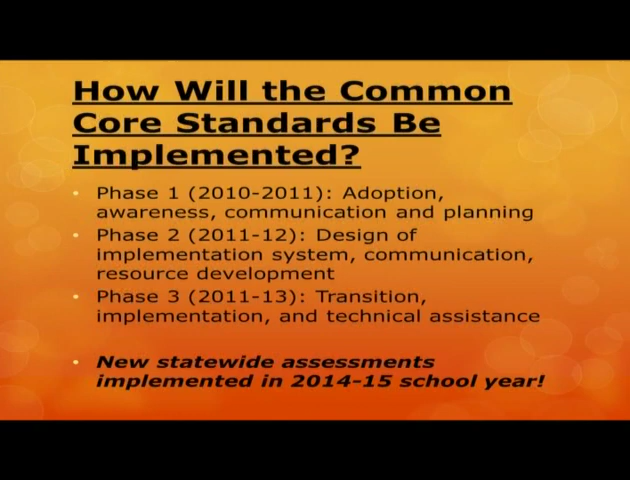 How Will the Common
Core Standards Be
Implemented?
• Phase 1 (2010-2011): Adoption,
awareness, communication and planning
• Phase 2 (2011-12): Design of
implementation system, communication,
resource development
• Phase 3 (2011-13): Transition,
implementation, and technical assistance
• New statewide assessments
implemented in 2014-15 school year!